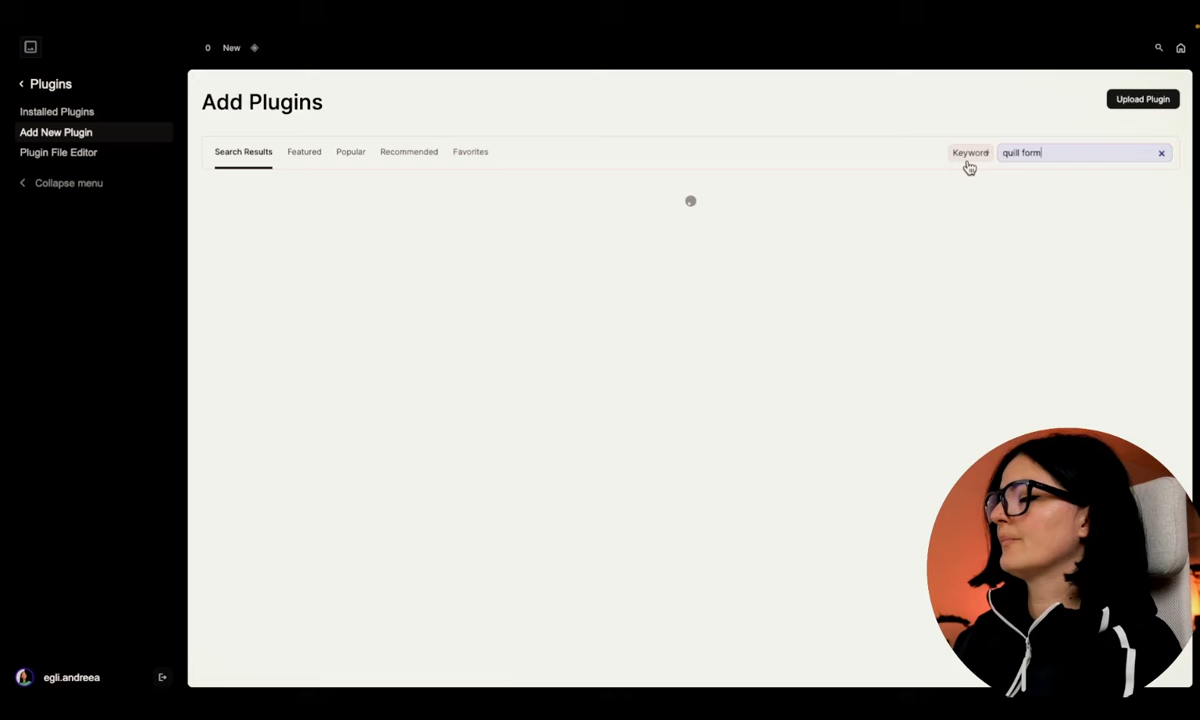 0 New
Plugins
Installed Plugins
Add New Plugin
Plugin File Editor
Collapse menu
Add Plugins
Upload Plugin
Search Results Featured Popular Recommended Favorites
Keyword quill form
egli.andreea